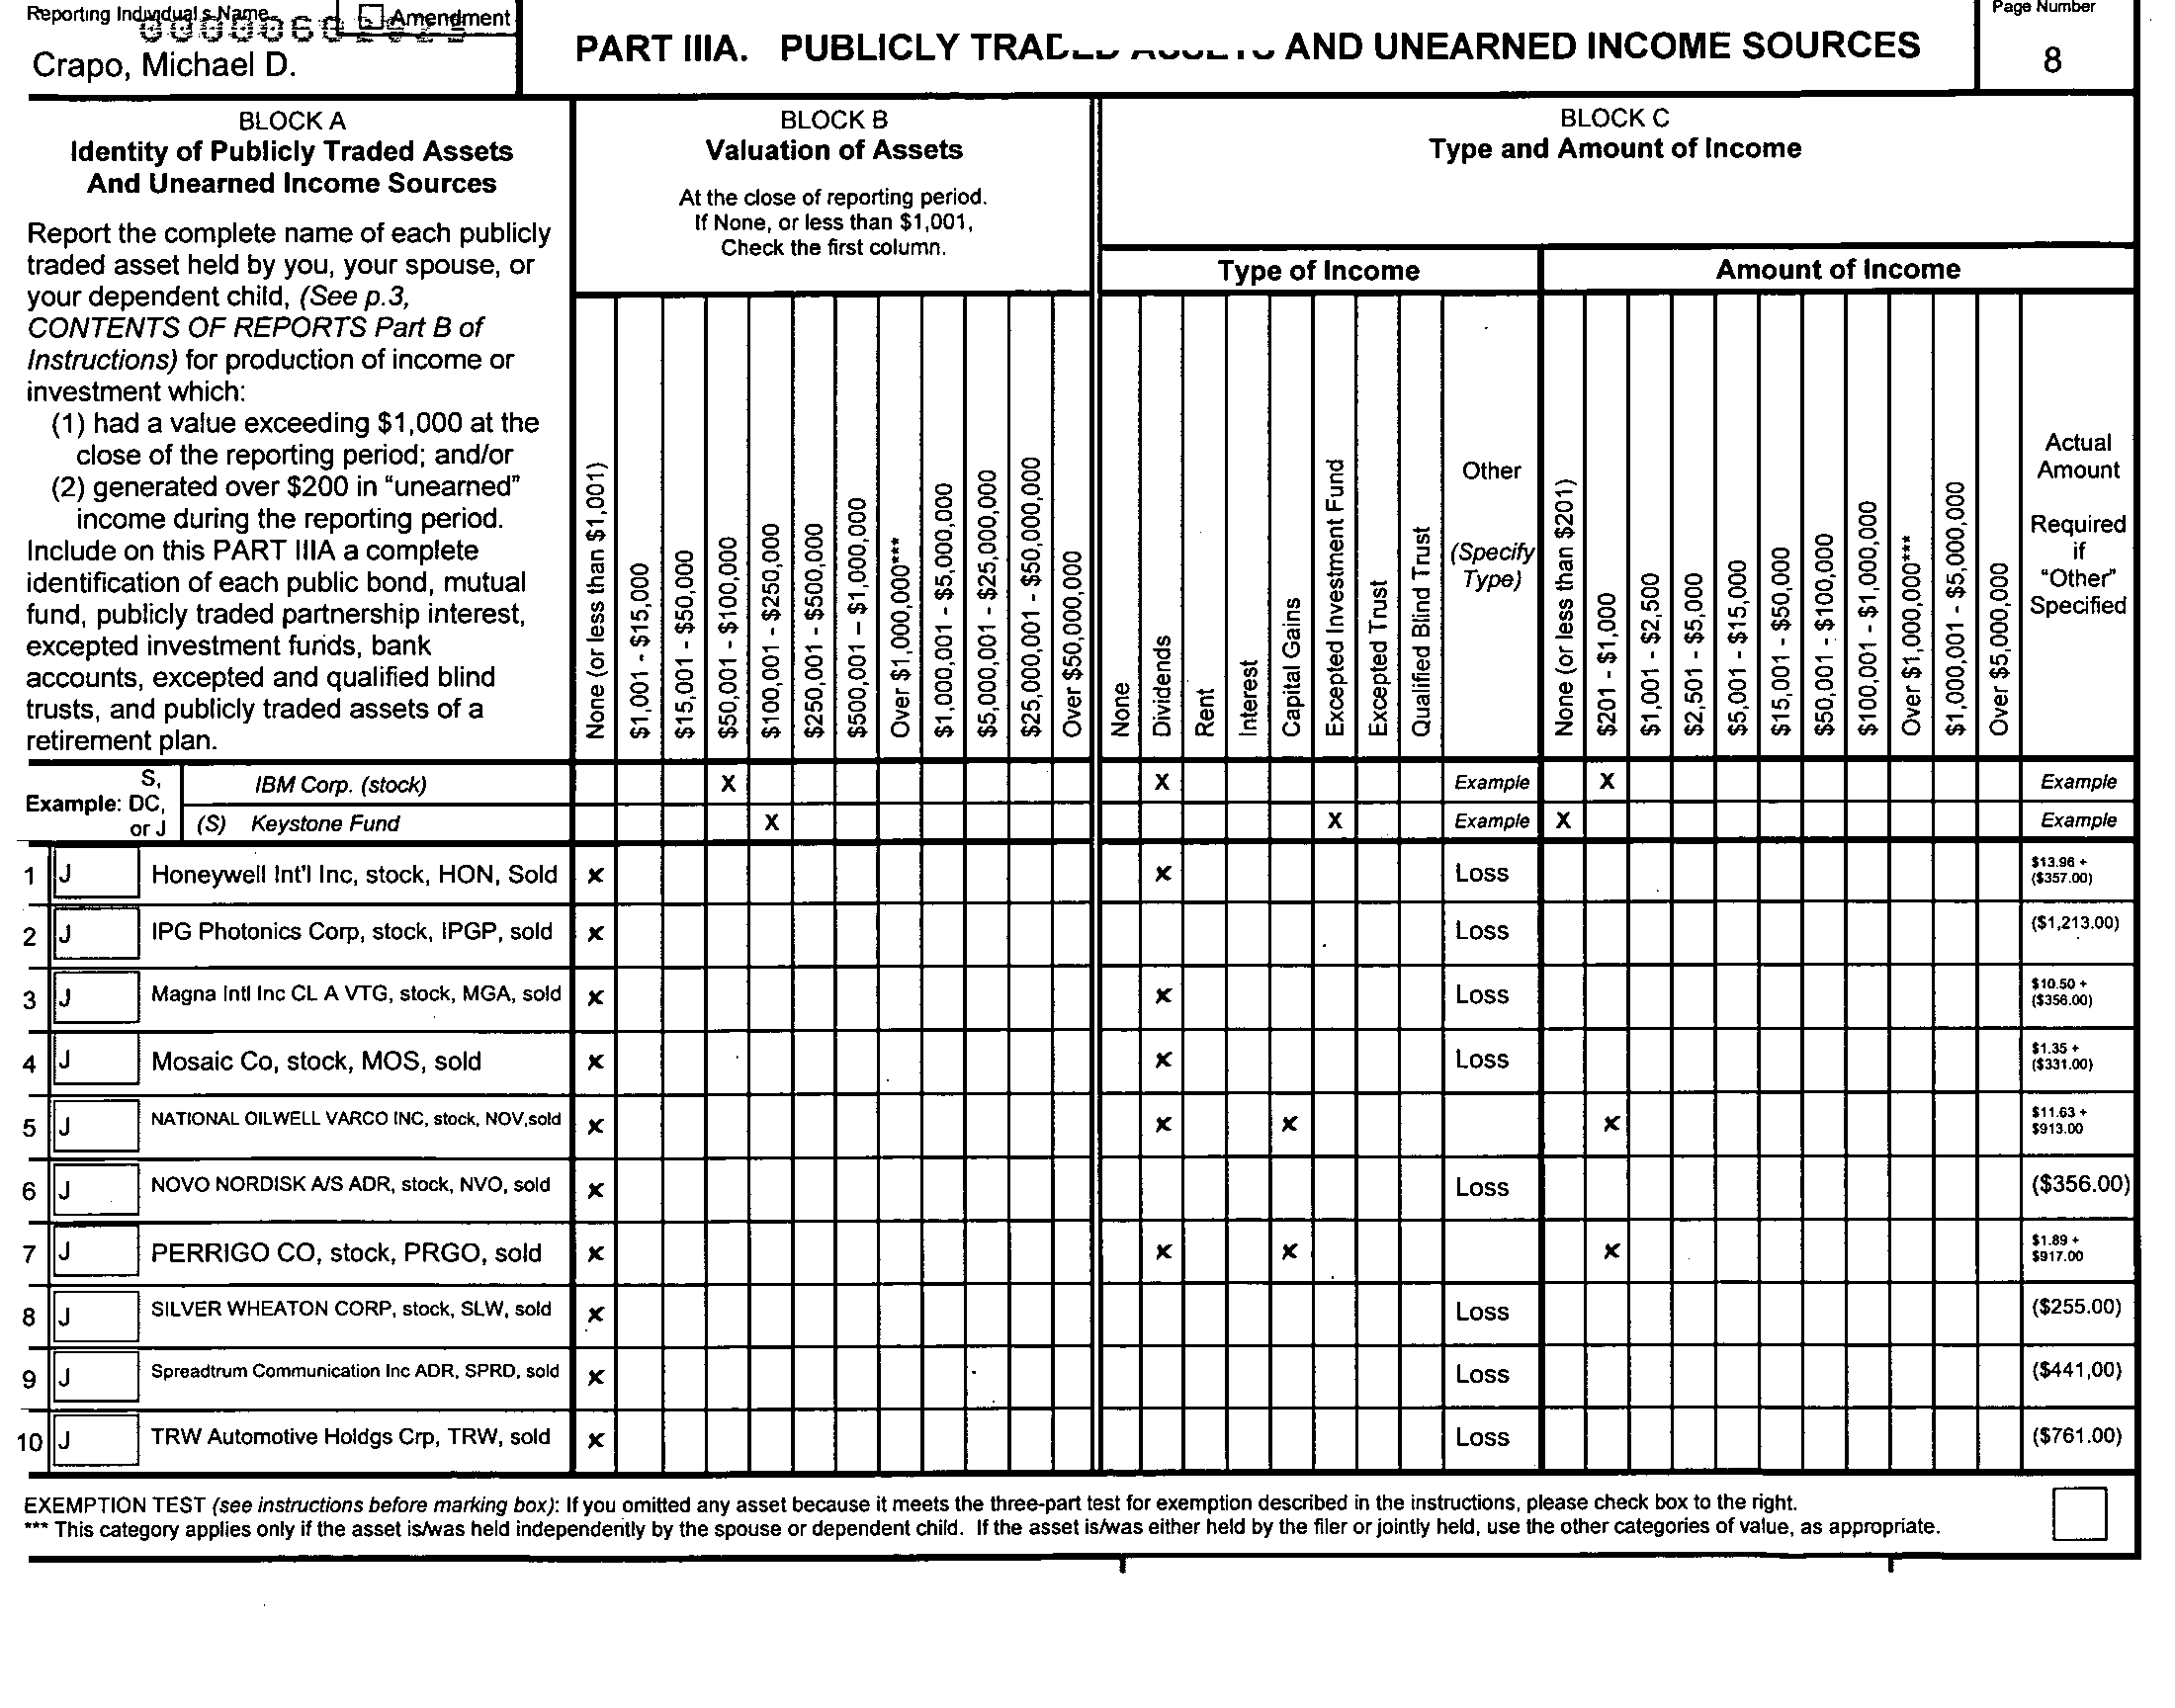 Reporting Individual's Name
Amendment
Crapo, Michael D.
PART IIIA. PUBLICLY AND UNEARNED INCOME SOURCES
Page Number
8
BLOCK A
Identity of Publicly Traded Assets
And Unearned Income Sources
Report the complete name of each publicly
traded asset held by you, your spouse, or
your dependent child, (See p.3,
CONTENTS OF REPORTS Part B of
Instructions) for production of income or
investment which:
(1) had a value exceeding $1,000 at the
close of the reporting period; and/or
(2) generated over $200 in "unearned"
income during the reporting period.
Include on this PART IIIA a complete
identification of each public bond, mutual
fund, publicly traded partnership interest,
excepted investment funds, bank
accounts, excepted and qualified blind
trusts, and publicly traded assets of a
retirement plan.
BLOCK B
Valuation of Assets
At the close of reporting period.
If None, or less than $1,001,
Check the first column.
None (or less than $1,001)
$1,001 - $15,000
$15,001 - $50,000
$50,001 - $100,000
$100,001 - $250,000
$250,001 - $500,000
$500,001 – $1,000,000
Over $1,000,000***
$1,000,001 - $5,000,000
$5,000,001 - $25,000,000
$25,000,001 - $50,000,000
Over $50,000,000
BLOCK C
Type and Amount of Income
Type of Income
None
Dividends
Rent
Interest
Capital Gains
Excepted Investment Fund
Excepted Trust
Qualified Blind Trust
Other
(Specify
Type)
Amount of Income
None (or less than $201)
$201 - $1,000
$1,001 - $2,500
$2,501 - $5,000
$5,001 - $15,000
$15,001 - $50,000
$50,001 - $100,000
$100,001 - $1,000,000
Over $1,000,000***
$1,000,001 - $5,000,000
Over $5,000,000
Actual
Amount
Required
if
"Other"
Specified
Example: S, DC, or J
IBM Corp. (stock) X X Example X Example
(S) Keystone Fund X X Example X Example
1 J Honeywell Int'l Inc, stock, HON, Sold x x Loss $13.96 + ($357.00)
2 J IPG Photonics Corp, stock, IPGP, sold x Loss ($1,213.00)
3 J Magna Intl Inc CL A VTG, stock, MGA, sold x x Loss $10.50 + ($356.00)
4 J Mosaic Co, stock, MOS, sold x x Loss $1.35 + ($331.00)
5 J NATIONAL OILWELL VARCO INC, stock, NOV,sold x x x x $11.63 + $913.00
6 J NOVO NORDISK A/S ADR, stock, NVO, sold x Loss ($356.00)
7 J PERRIGO CO, stock, PRGO, sold x x x x $1.89 + $917.00
8 J SILVER WHEATON CORP, stock, SLW, sold x Loss ($255.00)
9 J Spreadtrum Communication Inc ADR, SPRD, sold x Loss ($441,00)
10 J TRW Automotive Holdgs Crp, TRW, sold x Loss ($761.00)
EXEMPTION TEST (see instructions before marking box): If you omitted any asset because it meets the three-part test for exemption described in the instructions, please check box to the right.
*** This category applies only if the asset is/was held independently by the spouse or dependent child. If the asset is/was either held by the filer or jointly held, use the other categories of value, as appropriate.